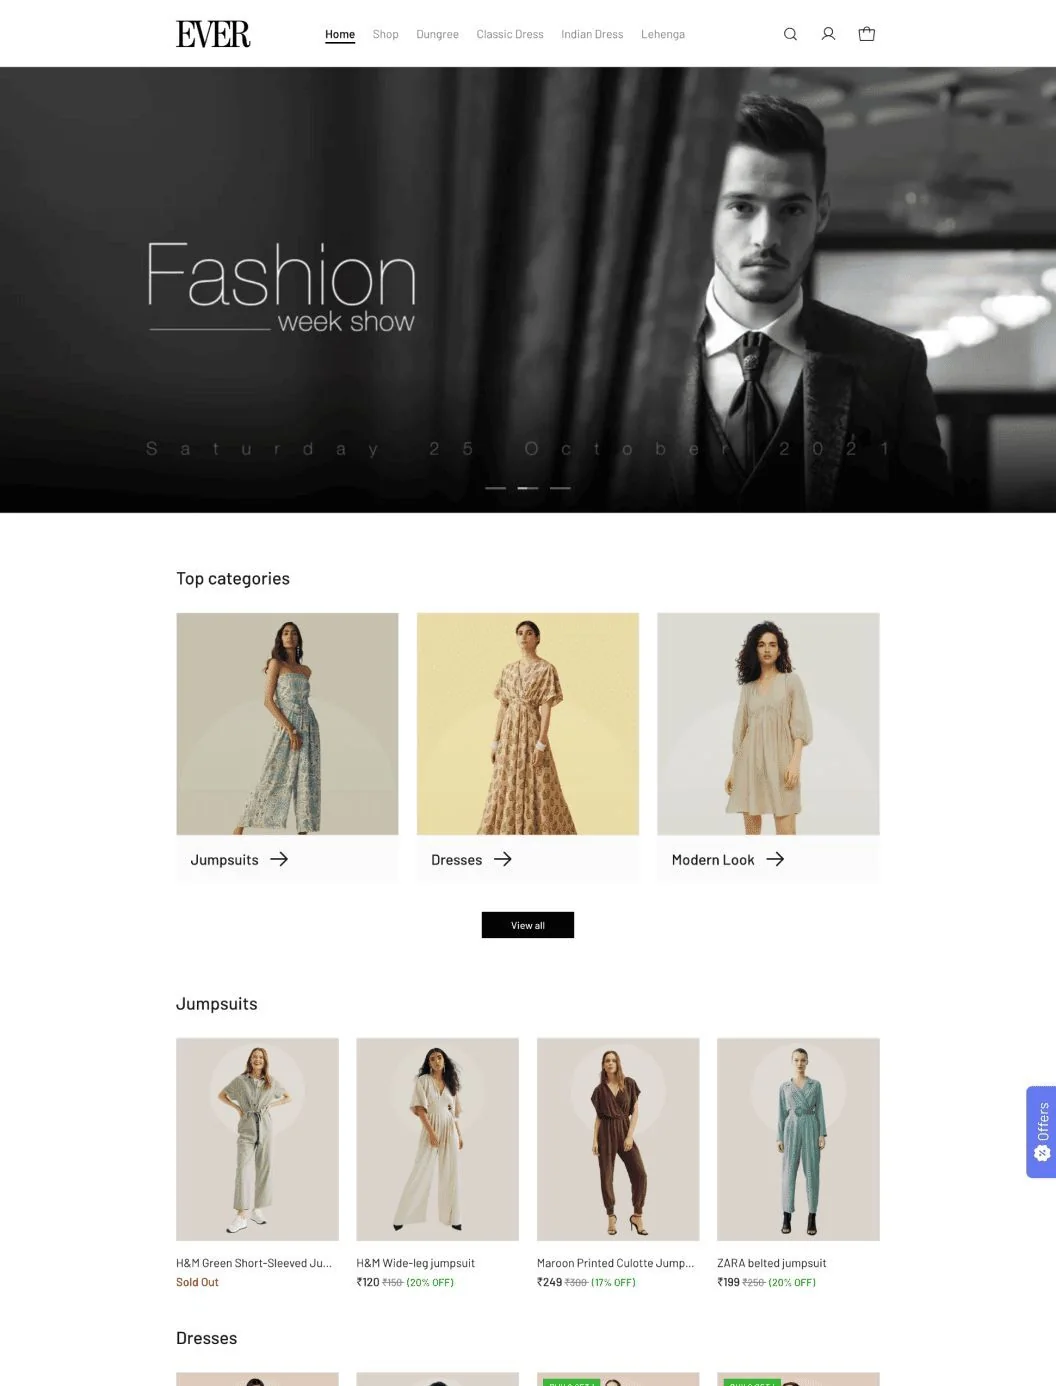 EVER
Home Shop Dungree Classic Dress Indian Dress Lehenga
Fashion
week show
Saturday 25 October 2021
Top categories
Jumpsuits
Dresses
Modern Look
View all
Jumpsuits
Offers
H&M Green Short-Sleeved Ju...
Sold Out
H&M Wide-leg jumpsuit
₹120 ₹150 (20% OFF)
Maroon Printed Culotte Jump...
₹249 ₹300 (17% OFF)
ZARA belted jumpsuit
₹199 ₹250 (20% OFF)
Dresses